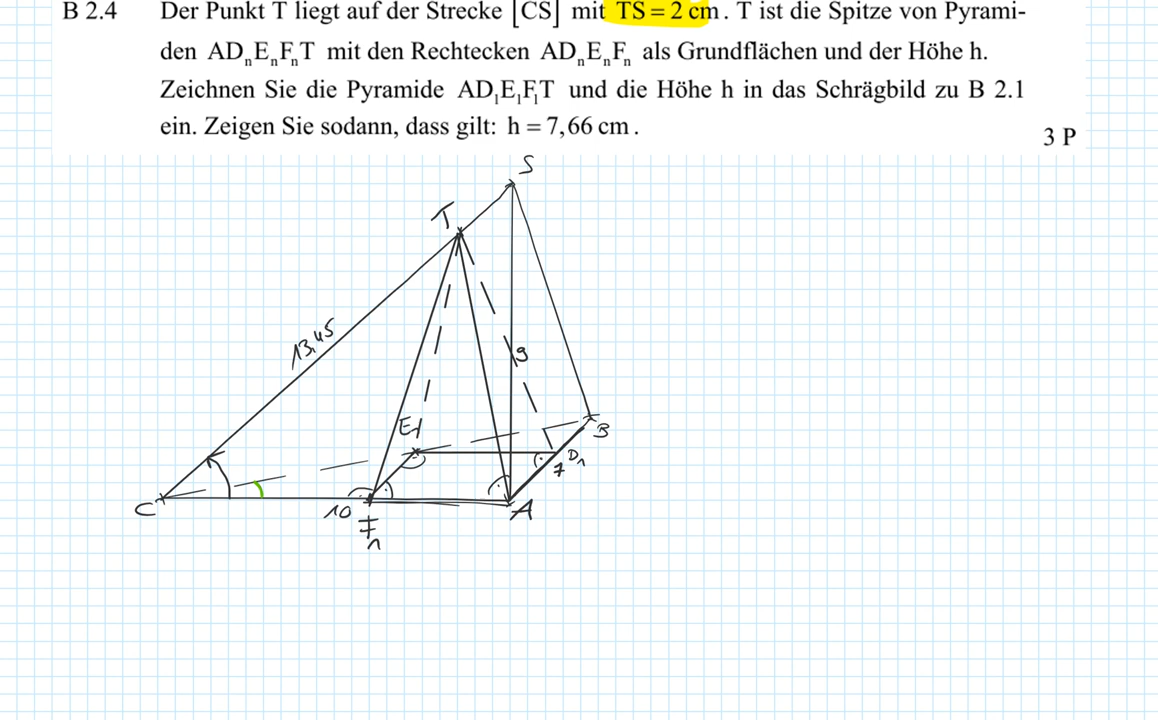 B 2.4 Der Punkt T liegt auf der Strecke [CS] mit TS = 2 cm. T ist die Spitze von Pyrami-
den ADₙEₙFₙT mit den Rechtecken ADₙEₙFₙ als Grundflächen und der Höhe h.
Zeichnen Sie die Pyramide AD₁E₁F₁T und die Höhe h in das Schrägbild zu B 2.1
ein. Zeigen Sie sodann, dass gilt: h = 7,66 cm.
3 P
S
T
13,45
9
E1
B
D1
7
C
10
A
F1